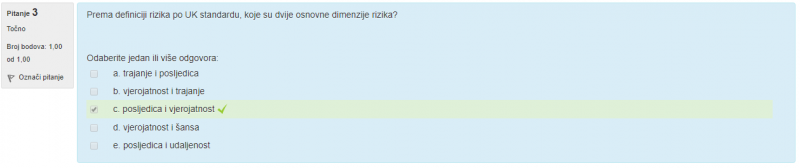 Pitanje 3
Točno
Broj bodova: 1,00
od 1,00
Označi pitanje
Prema definiciji rizika po UK standardu, koje su dvije osnovne dimenzije rizika?
Odaberite jedan ili više odgovora:
a. trajanje i posljedica
b. vjerojatnost i trajanje
c. posljedica i vjerojatnost
d. vjerojatnost i šansa
e. posljedica i udaljenost